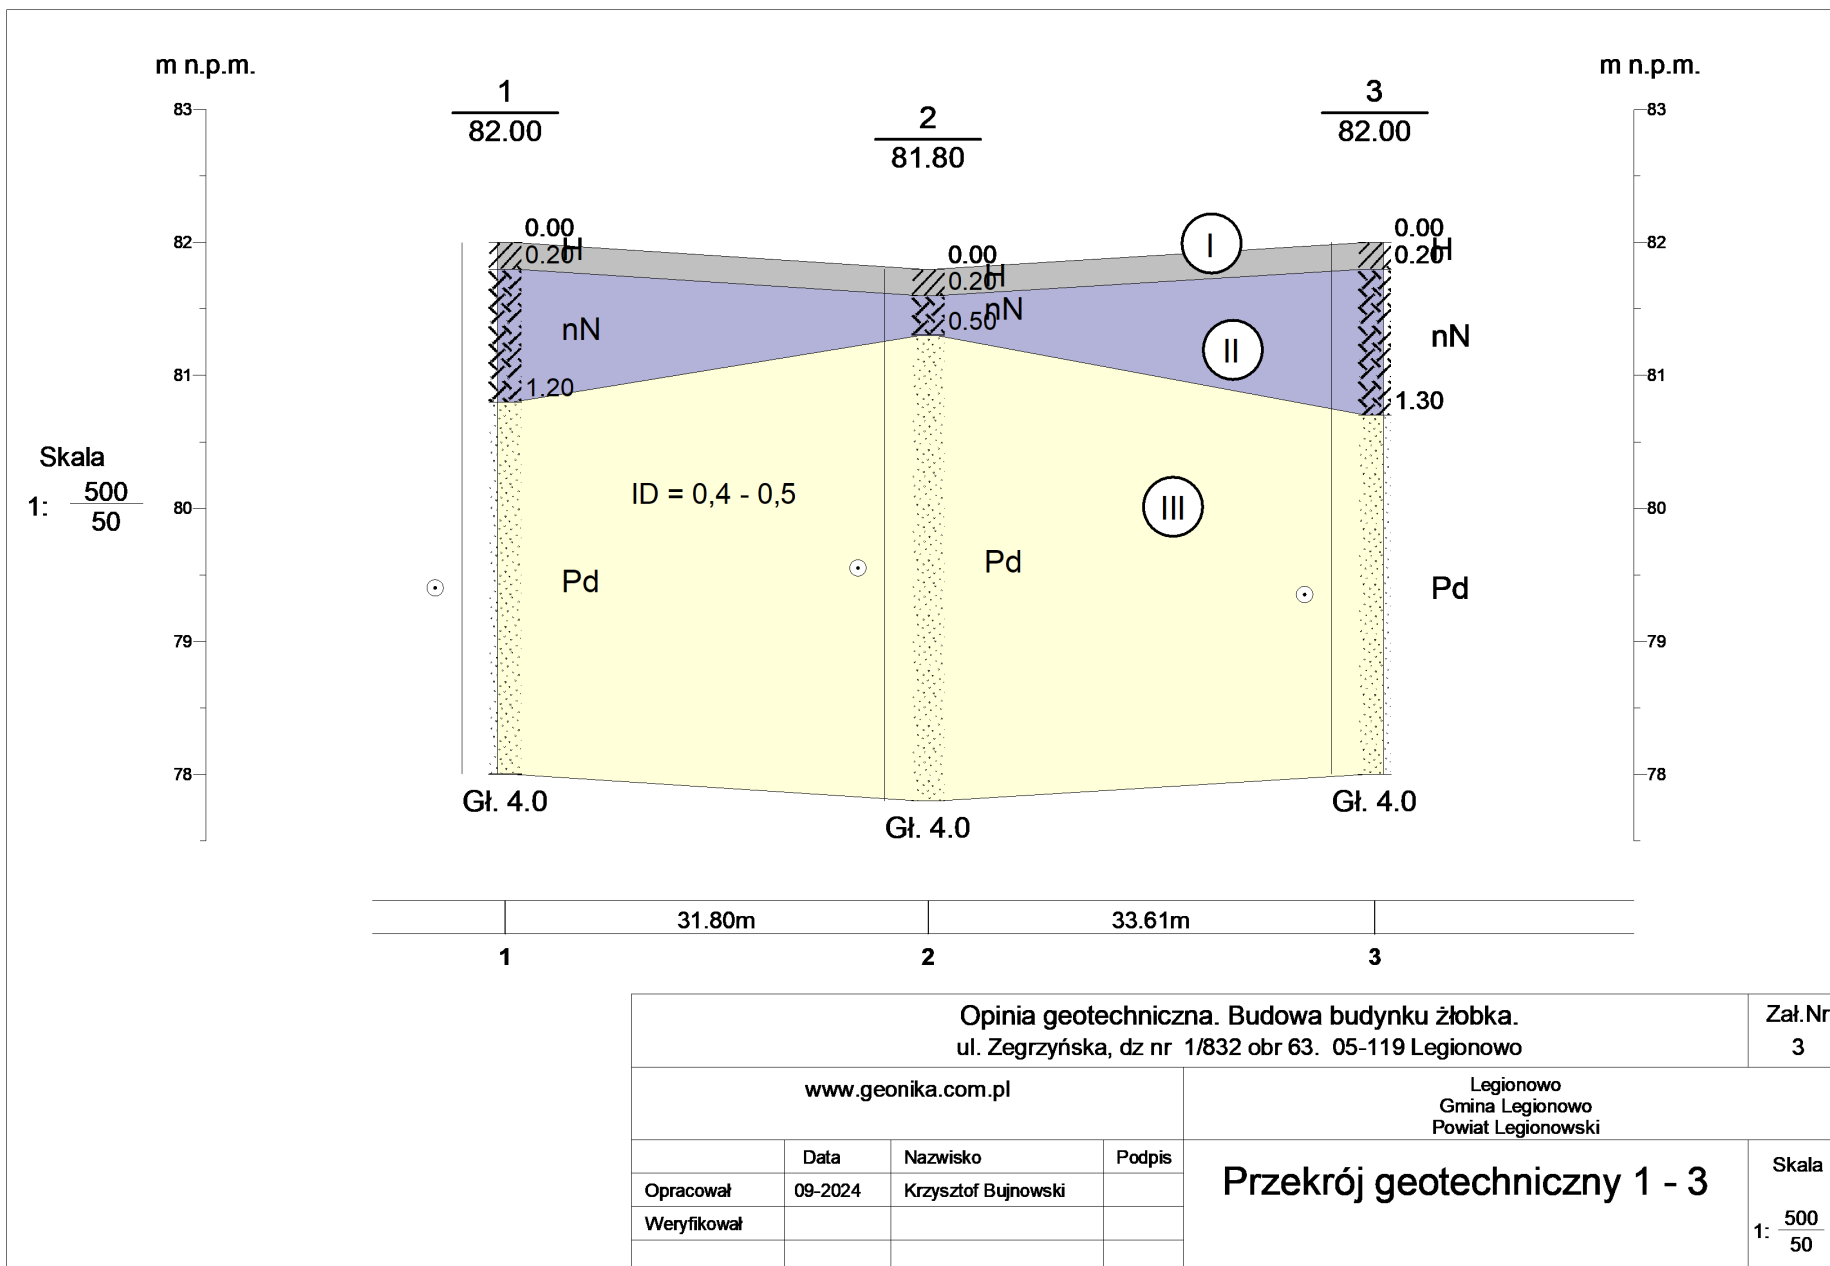 m n.p.m.
m n.p.m.
1
82.00
2
81.80
3
82.00
83
83
82
82
81
81
80
80
79
79
78
78
0.00
H
0.20
nN
1.20
Pd
Gł. 4.0
0.00
H
0.20
nN
0.50
Pd
Gł. 4.0
0.00
H
0.20
nN
1.30
Pd
Gł. 4.0
I
II
III
ID = 0,4 - 0,5
Skala
1: 500
50
31.80m
33.61m
1
2
3
Opinia geotechniczna. Budowa budynku żłobka.
ul. Zegrzyńska, dz nr 1/832 obr 63. 05-119 Legionowo
Zał.Nr
3
www.geonika.com.pl
Legionowo
Gmina Legionowo
Powiat Legionowski
Data Nazwisko Podpis
Opracował 09-2024 Krzysztof Bujnowski
Weryfikował
Przekrój geotechniczny 1 - 3
Skala
1: 500
50